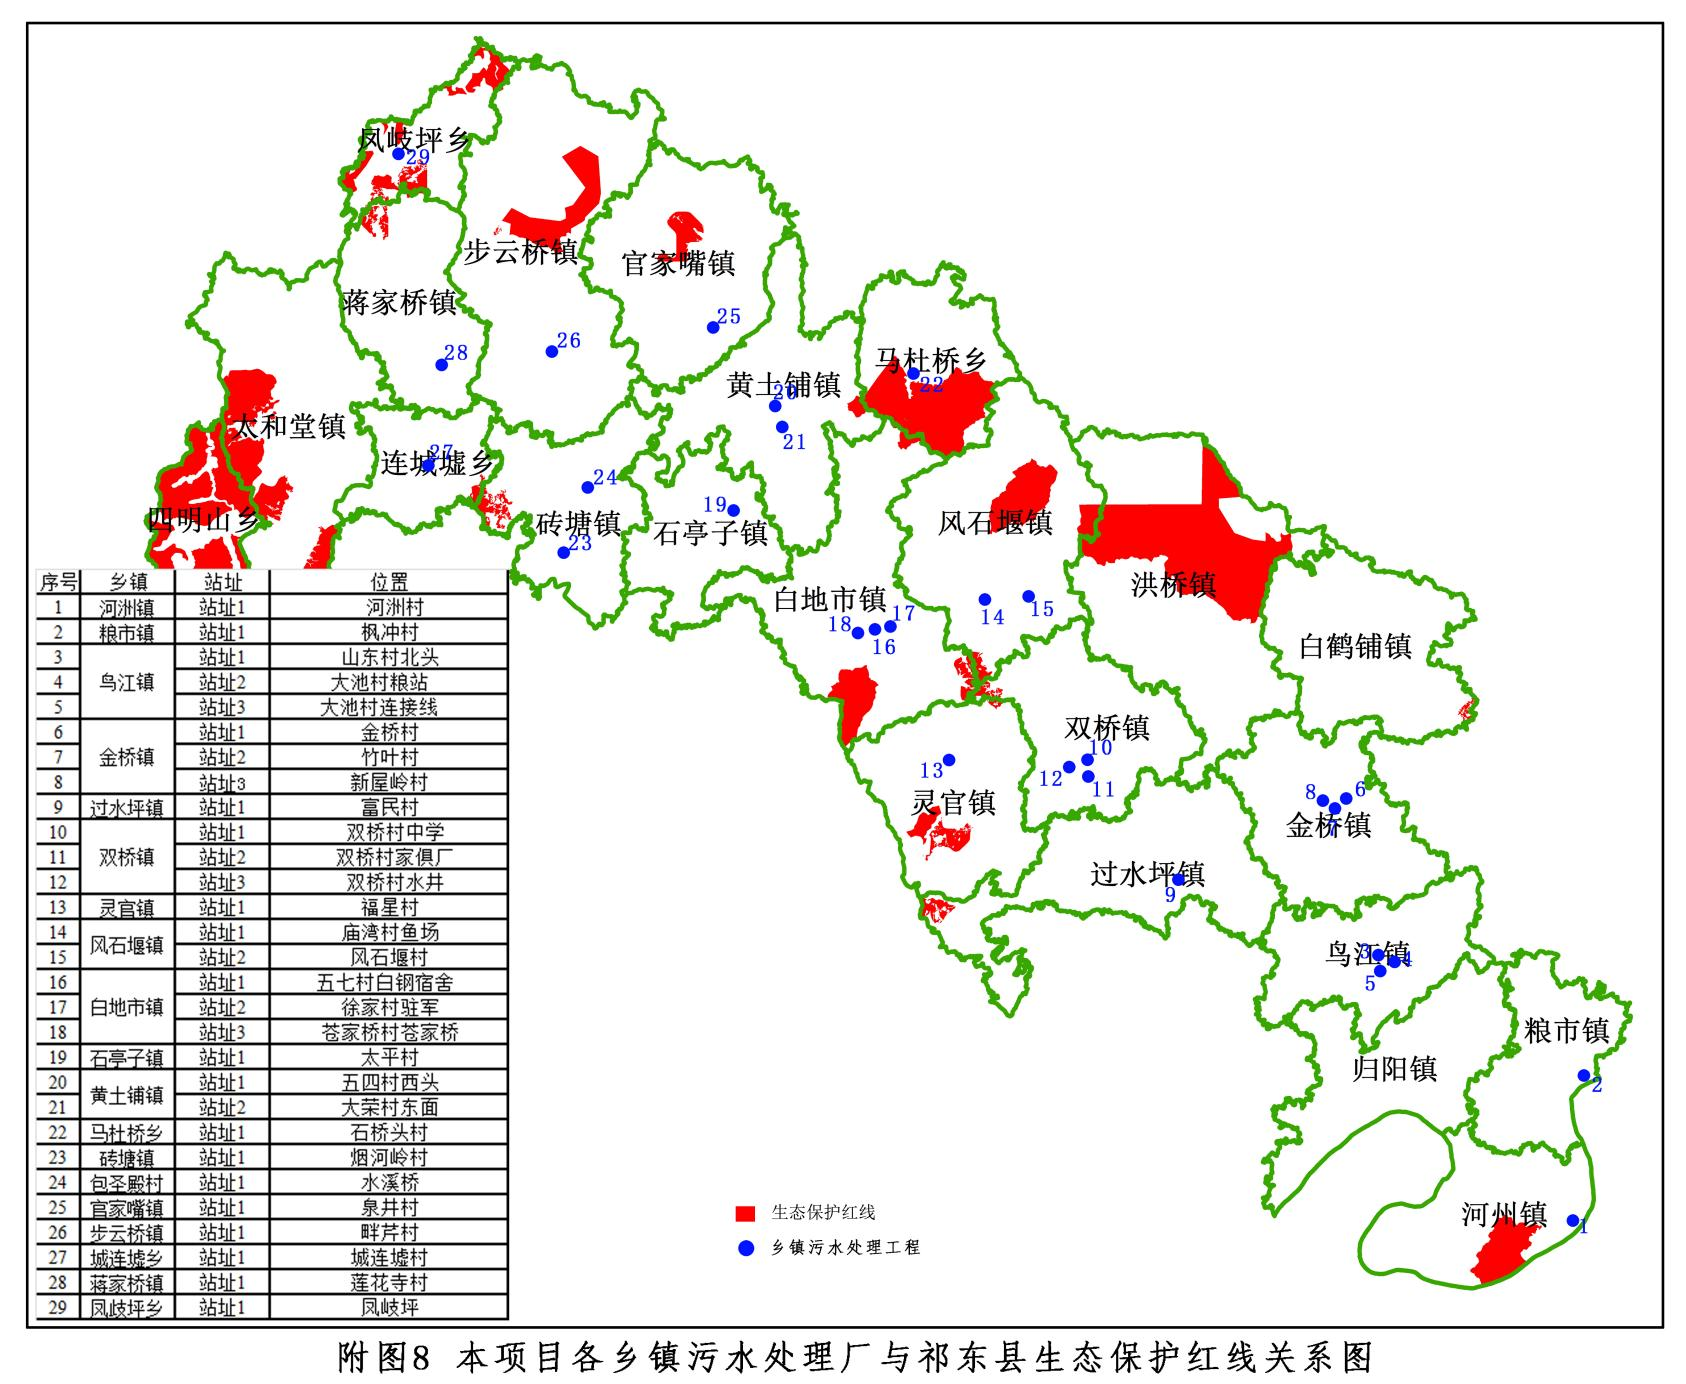 凤岐坪乡
29
步云桥镇
官家嘴镇
蒋家桥镇
25
26
28
马杜桥乡
22
黄土铺镇
20
21
太和堂镇
连城墟乡
27
24
19
四明山乡
砖塘镇
23
石亭子镇
风石堰镇
洪桥镇
白地市镇
14
15
18
16
17
白鹤铺镇
双桥镇
10
12
11
13
灵官镇
8
6
7
金桥镇
过水坪镇
9
乌江镇
3
4
5
粮市镇
归阳镇
2
河州镇
1
序号 乡镇 站址 位置
1 河洲镇 站址1 河洲村
2 粮市镇 站址1 枫冲村
3 乌江镇 站址1 山东村北头
4 站址2 大池村粮站
5 站址3 大池村连接线
6 金桥镇 站址1 金桥村
7 站址2 竹叶村
8 站址3 新屋岭村
9 过水坪镇 站址1 富民村
10 双桥镇 站址1 双桥村中学
11 站址2 双桥村家俱厂
12 站址3 双桥村水井
13 灵官镇 站址1 福星村
14 风石堰镇 站址1 庙湾村鱼场
15 站址2 风石堰村
16 白地市镇 站址1 五七村白钢宿舍
17 站址2 徐家村驻军
18 站址3 苍家桥村苍家桥
19 石亭子镇 站址1 太平村
20 黄土铺镇 站址1 五四村西头
21 站址2 大荣村东面
22 马杜桥乡 站址1 石桥头村
23 砖塘镇 站址1 烟河岭村
24 包圣殿村 站址1 水溪桥
25 官家嘴镇 站址1 泉井村
26 步云桥镇 站址1 畔芹村
27 城连墟乡 站址1 城连墟村
28 蒋家桥镇 站址1 莲花寺村
29 凤歧坪乡 站址1 凤岐坪
生态保护红线
乡镇污水处理工程
附图8 本项目各乡镇污水处理厂与祁东县生态保护红线关系图